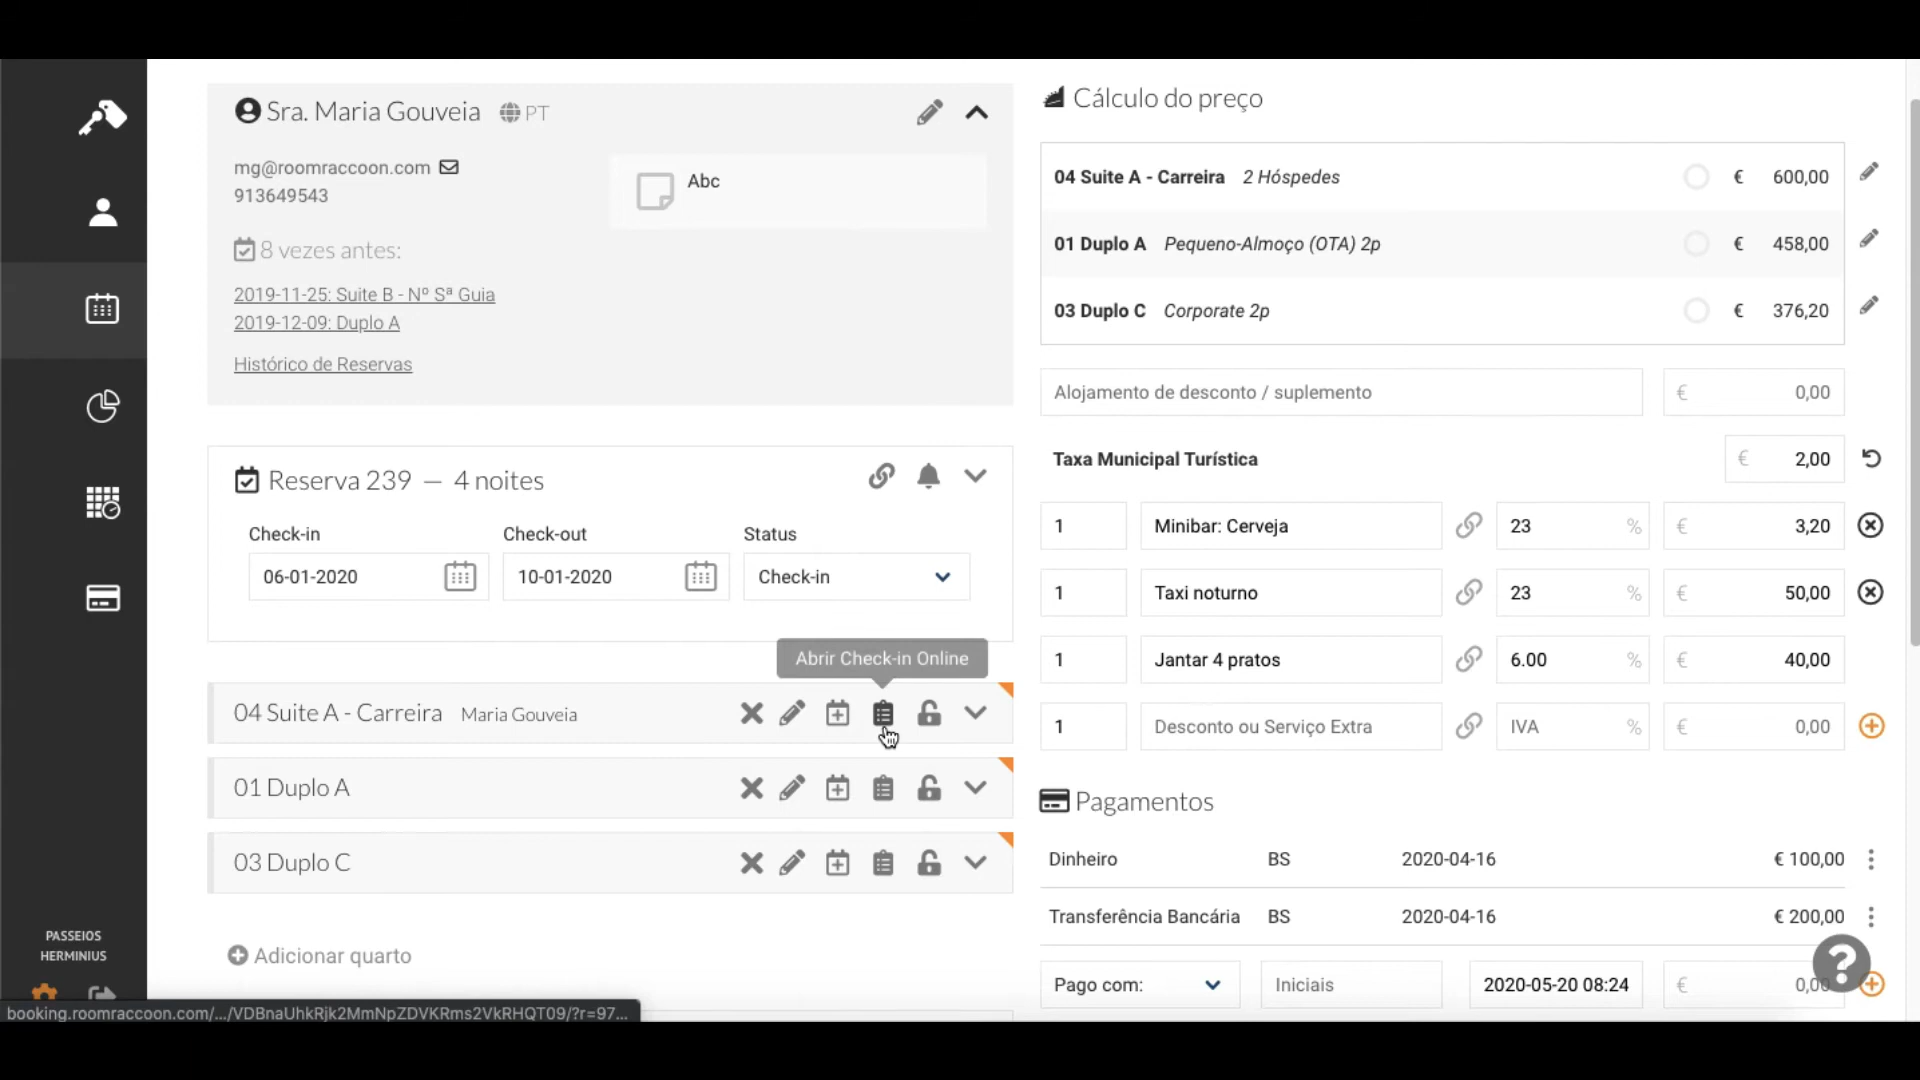 Sra. Maria Gouveia PT
mg@roomraccoon.com
913649543
Abc
8 vezes antes:
2019-11-25: Suite B - Nº Sª Guia
2019-12-09: Duplo A
Histórico de Reservas
Reserva 239 — 4 noites
Check-in Check-out Status
06-01-2020 10-01-2020 Check-in
Abrir Check-in Online
04 Suite A - Carreira Maria Gouveia
01 Duplo A
03 Duplo C
Adicionar quarto
PASSEIOS
HERMINIUS
booking.roomraccoon.com/.../VDBnaUhkRjk2MmNpZDVKRms2VkRHQT09/?r=97...
Cálculo do preço
04 Suite A - Carreira 2 Hóspedes € 600,00
01 Duplo A Pequeno-Almoço (OTA) 2p € 458,00
03 Duplo C Corporate 2p € 376,20
Alojamento de desconto / suplemento € 0,00
Taxa Municipal Turística € 2,00
1 Minibar: Cerveja 23 % € 3,20
1 Taxi noturno 23 % € 50,00
1 Jantar 4 pratos 6.00 % € 40,00
1 Desconto ou Serviço Extra IVA % € 0,00
Pagamentos
Dinheiro BS 2020-04-16 € 100,00
Transferência Bancária BS 2020-04-16 € 200,00
Pago com: Iniciais 2020-05-20 08:24 € 0,00
?